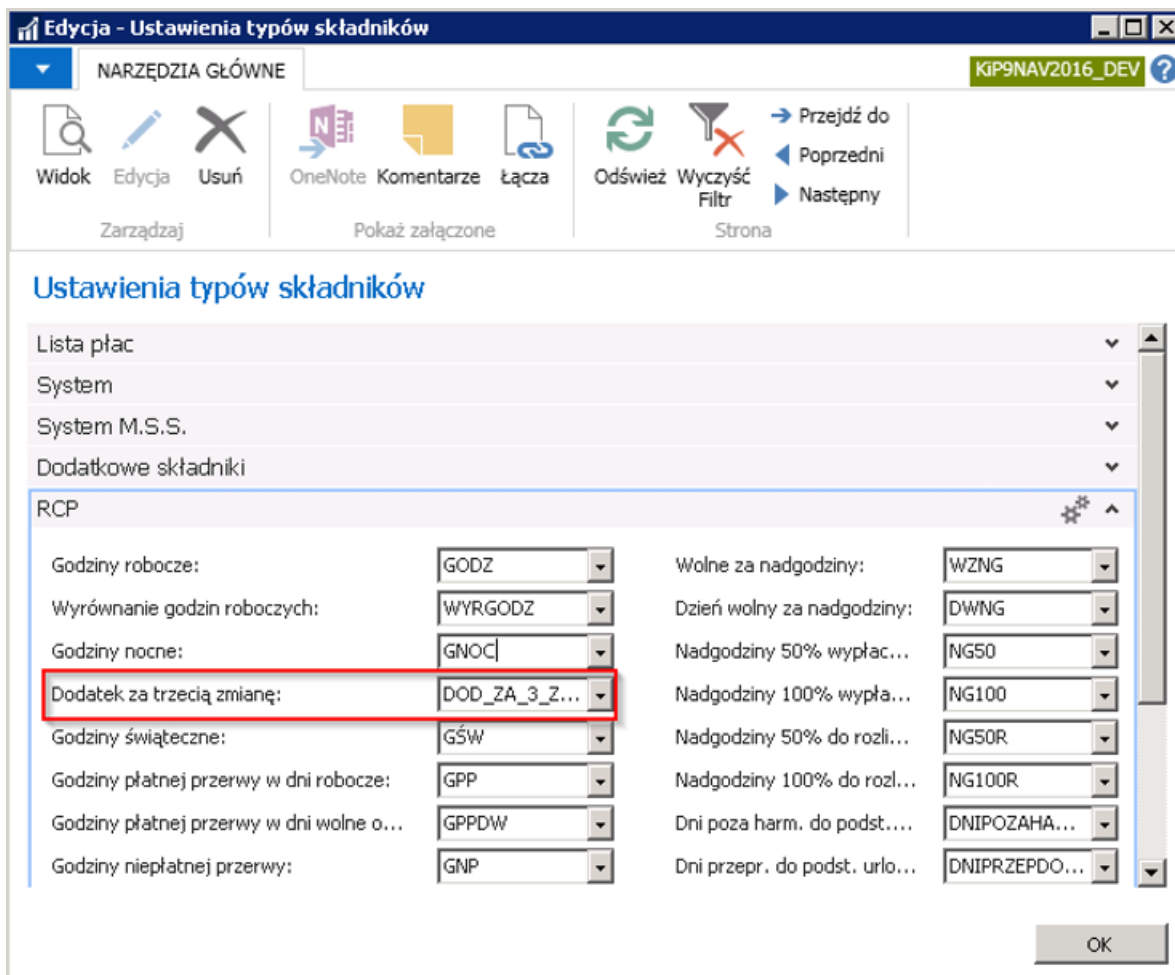 Edycja - Ustawienia typów składników
NARZĘDZIA GŁÓWNE
KiP9NAV2016_DEV
Widok
Edycja
Usuń
OneNote
Komentarze
Łącza
Odśwież
Wyczyść
Filtr
Przejdź do
Poprzedni
Następny
Zarządzaj
Pokaż załączone
Strona
Ustawienia typów składników
Lista płac
System
System M.S.S.
Dodatkowe składniki
RCP
Godziny robocze: GODZ
Wyrównanie godzin roboczych: WYRGODZ
Godziny nocne: GNOC
Dodatek za trzecią zmianę: DOD_ZA_3_Z...
Godziny świąteczne: GŚW
Godziny płatnej przerwy w dni robocze: GPP
Godziny płatnej przerwy w dni wolne o... GPPDW
Godziny niepłatnej przerwy: GNP
Wolne za nadgodziny: WZNG
Dzień wolny za nadgodziny: DWNG
Nadgodziny 50% wypłac... NG50
Nadgodziny 100% wypła... NG100
Nadgodziny 50% do rozli... NG50R
Nadgodziny 100% do rozl... NG100R
Dni poza harm. do podst.... DNIPOZAHA...
Dni przepr. do podst. urlo... DNIPRZEPDO...
OK